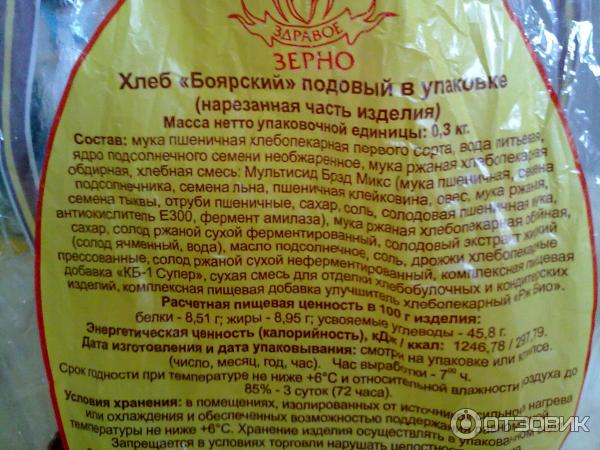 ЗДРАВОЕ
ЗЕРНО
Хлеб «Боярский» подовый в упаковке
(нарезанная часть изделия)
Масса нетто упаковочной единицы: 0,3 кг.
Состав: мука пшеничная хлебопекарная первого сорта, вода питьевая,
ядро подсолнечного семени необжаренное, мука ржаная хлебопекарная
обдирная, хлебная смесь: Мультисид Брэд Микс (мука пшеничная, семена
подсолнечника, семена льна, пшеничная клейковина, овес, мука ржаная,
семена тыквы, отруби пшеничные, сахар, соль, солодовая пшеничная мука,
антиокислитель Е300, фермент амилаза), мука ржаная хлебопекарная обойная,
сахар, солод ржаной сухой ферментированный, солодовый экстракт жидкий
(солод ячменный, вода), масло подсолнечное, соль, дрожжи хлебопекарные
прессованные, солод ржаной сухой неферментированный, комплексная пищевая
добавка «КБ-1 Супер», сухая смесь для отделки хлебобулочных и кондитерских
изделий, комплексная пищевая добавка улучшитель хлебопекарный «Рж Био».
Расчетная пищевая ценность в 100 г изделия:
белки - 8,51 г; жиры - 8,95 г; усвояемые углеводы - 45,8 г.
Энергетическая ценность (калорийность), кДж / ккал: 1246,78 / 297,79.
Дата изготовления и дата упаковывания: смотри на упаковке или клипсе.
(число, месяц, год, час). Час выработки - 7⁰⁰ ч.
Срок годности при температуре не ниже +6°С и относительной влажности воздуха до
85% - 3 суток (72 часа).
Условия хранения: в помещениях, изолированных от источников сильного нагрева
или охлаждения и обеспеченных возможностью поддержания
температуры не ниже +6°С. Хранение изделия осуществлять в упакованном
Запрещается в условиях торговли нарушать целостность
ОТЗОВИК